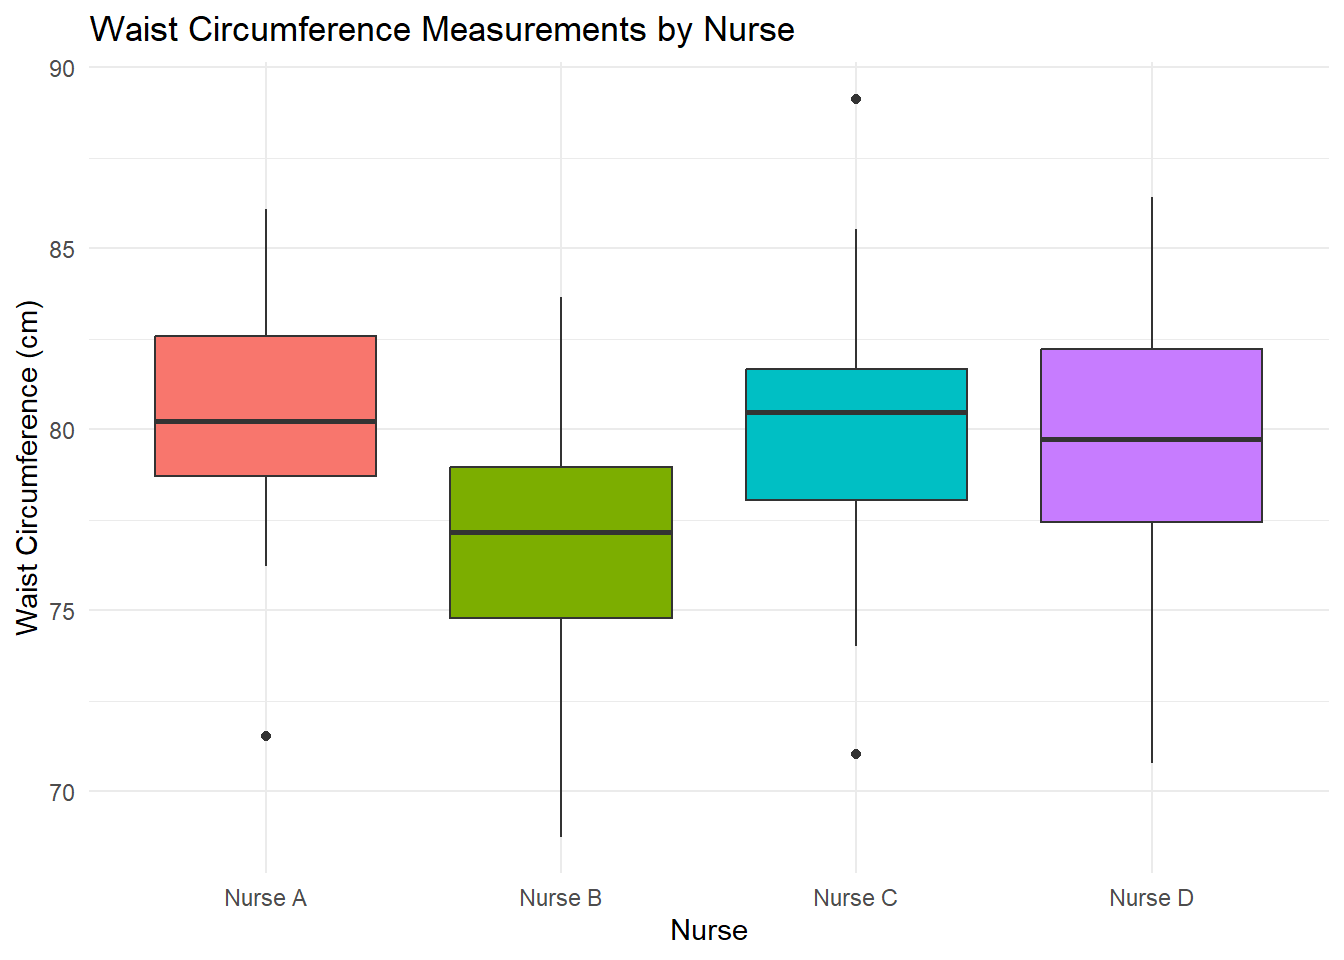 Waist Circumference Measurements by Nurse
90
85
80
75
70
Waist Circumference (cm)
Nurse A
Nurse B
Nurse C
Nurse D
Nurse